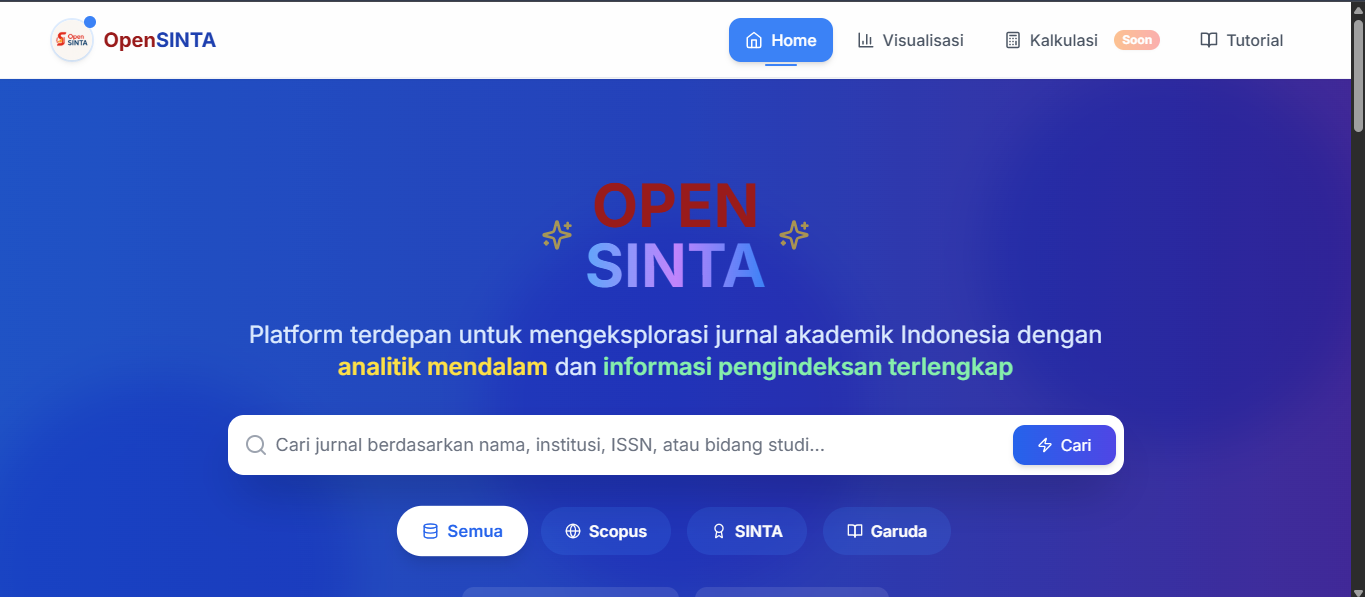 Open
SINTA
OpenSINTA
Home
Visualisasi
Kalkulasi
Soon
Tutorial
OPEN
SINTA
Platform terdepan untuk mengeksplorasi jurnal akademik Indonesia dengan
analitik mendalam dan informasi pengindeksan terlengkap
Cari jurnal berdasarkan nama, institusi, ISSN, atau bidang studi...
Cari
Semua
Scopus
SINTA
Garuda